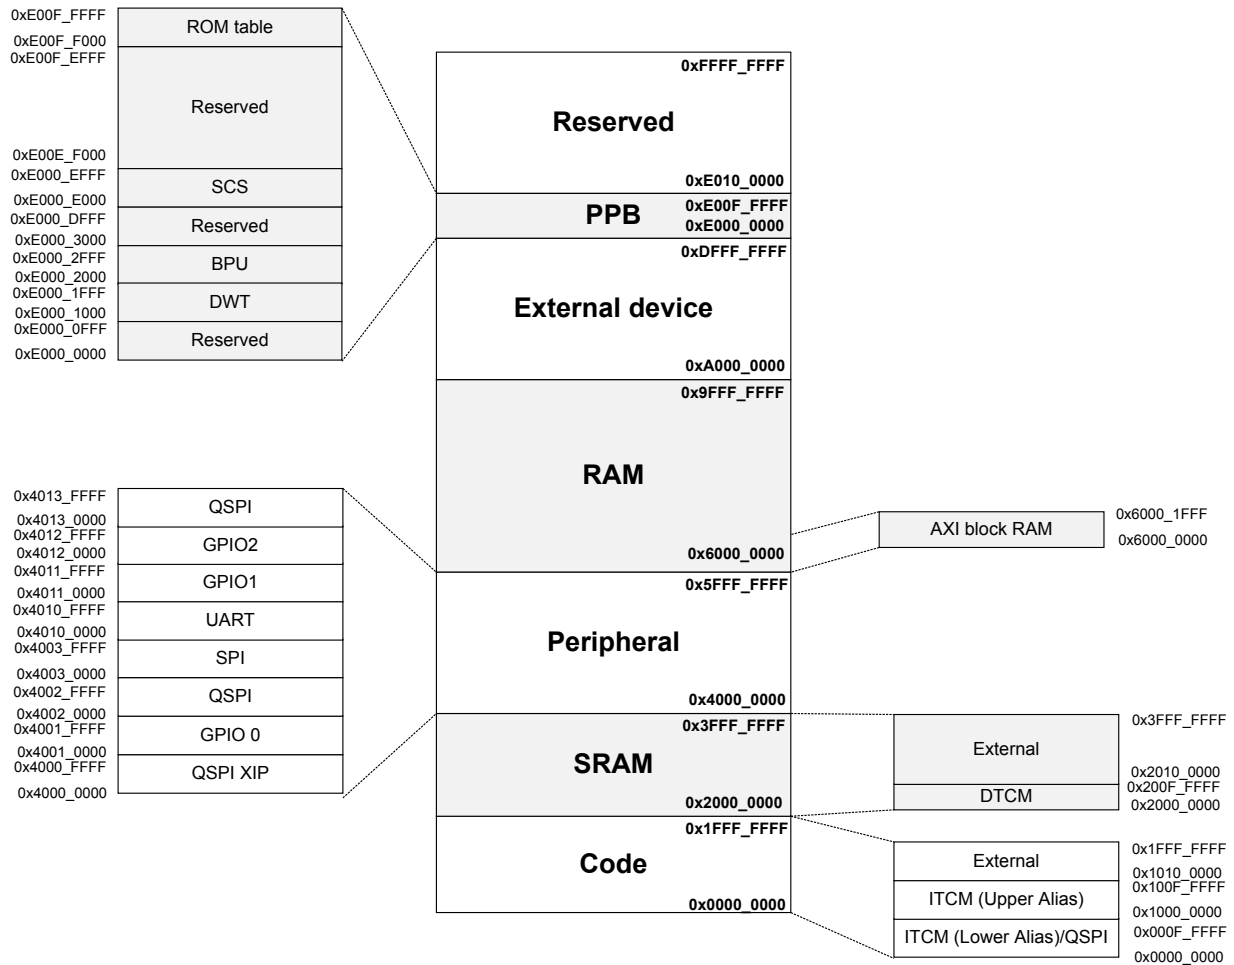 0xE00F_FFFF
ROM table
0xE00F_F000
0xE00F_EFFF
Reserved
0xE00E_F000
0xE000_EFFF
SCS
0xE000_E000
0xE000_DFFF
Reserved
0xE000_3000
0xE000_2FFF
BPU
0xE000_2000
0xE000_1FFF
DWT
0xE000_1000
0xE000_0FFF
Reserved
0xE000_0000
0xFFFF_FFFF
Reserved
0xE010_0000
PPB
0xE00F_FFFF
0xE000_0000
0xDFFF_FFFF
External device
0xA000_0000
0x9FFF_FFFF
RAM
0x6000_0000
0x5FFF_FFFF
Peripheral
0x4000_0000
0x3FFF_FFFF
SRAM
0x2000_0000
0x1FFF_FFFF
Code
0x0000_0000
0x4013_FFFF
QSPI
0x4013_0000
0x4012_FFFF
GPIO2
0x4012_0000
0x4011_FFFF
GPIO1
0x4011_0000
0x4010_FFFF
UART
0x4010_0000
0x4003_FFFF
SPI
0x4003_0000
0x4002_FFFF
QSPI
0x4002_0000
0x4001_FFFF
GPIO 0
0x4001_0000
0x4000_FFFF
QSPI XIP
0x4000_0000
AXI block RAM
0x6000_1FFF
0x6000_0000
External
0x3FFF_FFFF
0x2010_0000
DTCM
0x200F_FFFF
0x2000_0000
External
0x1FFF_FFFF
0x1010_0000
ITCM (Upper Alias)
0x100F_FFFF
0x1000_0000
ITCM (Lower Alias)/QSPI
0x000F_FFFF
0x0000_0000